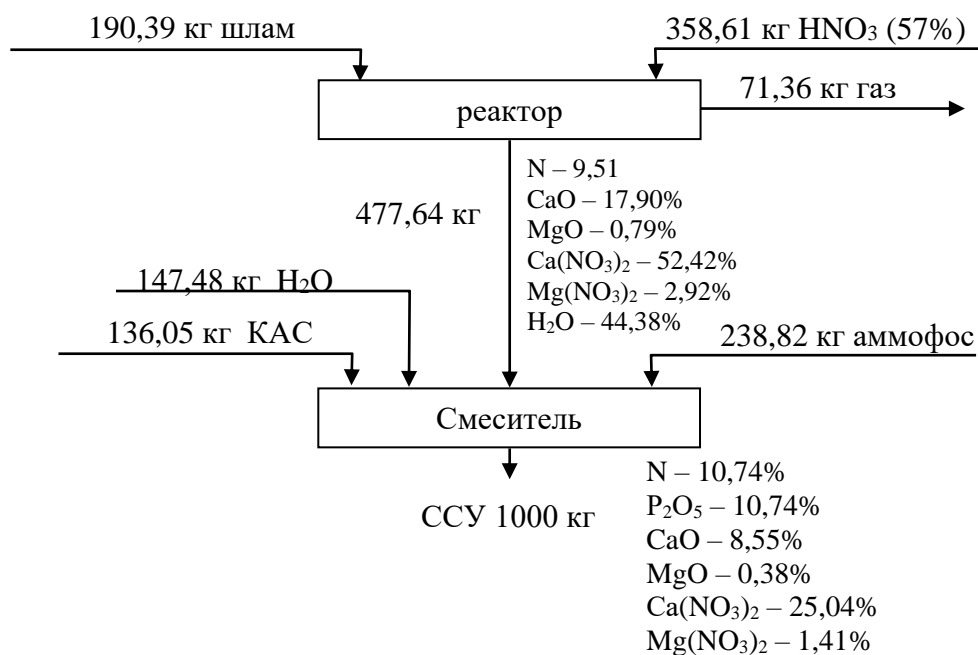 190,39 кг шлам
358,61 кг HNO₃ (57%)
71,36 кг газ
реактор
N – 9,51
CaO – 17,90%
MgO – 0,79%
Ca(NO₃)₂ – 52,42%
Mg(NO₃)₂ – 2,92%
H₂O – 44,38%
477,64 кг
147,48 кг H₂O
136,05 кг КАС
238,82 кг аммофос
Смеситель
ССУ 1000 кг
N – 10,74%
P₂O₅ – 10,74%
CaO – 8,55%
MgO – 0,38%
Ca(NO₃)₂ – 25,04%
Mg(NO₃)₂ – 1,41%